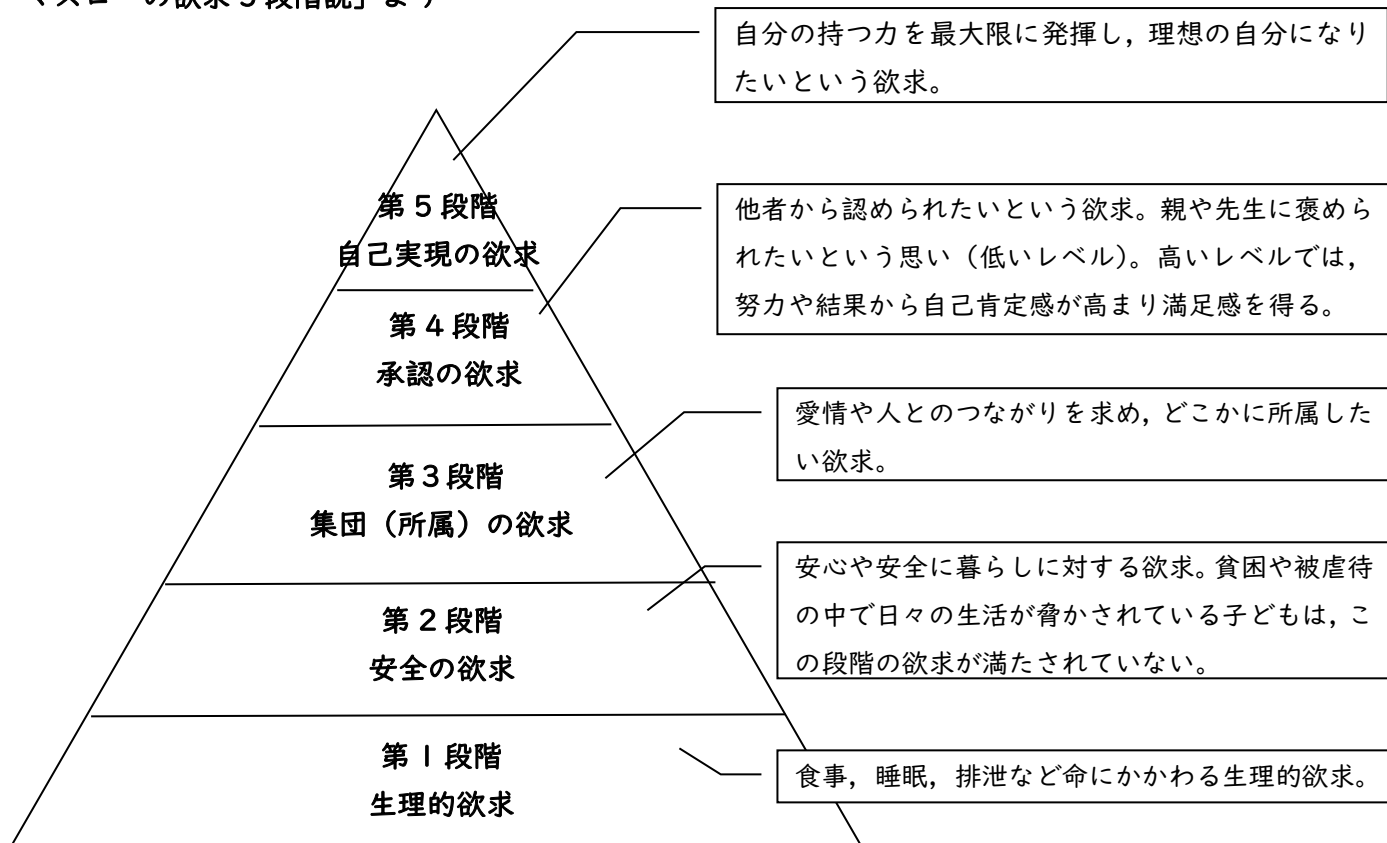 マズローの欲求５段階説」より
自分の持つ力を最大限に発揮し，理想の自分になり
たいという欲求。
第５段階
自己実現の欲求
他者から認められたいという欲求。親や先生に褒めら
れたいという思い（低いレベル）。高いレベルでは，
努力や結果から自己肯定感が高まり満足感を得る。
第４段階
承認の欲求
愛情や人とのつながりを求め，どこかに所属した
い欲求。
第３段階
集団（所属）の欲求
安心や安全に暮らしに対する欲求。貧困や被虐待
の中で日々の生活が脅かされている子どもは，こ
の段階の欲求が満たされていない。
第２段階
安全の欲求
第１段階
生理的欲求
食事，睡眠，排泄など命にかかわる生理的欲求。